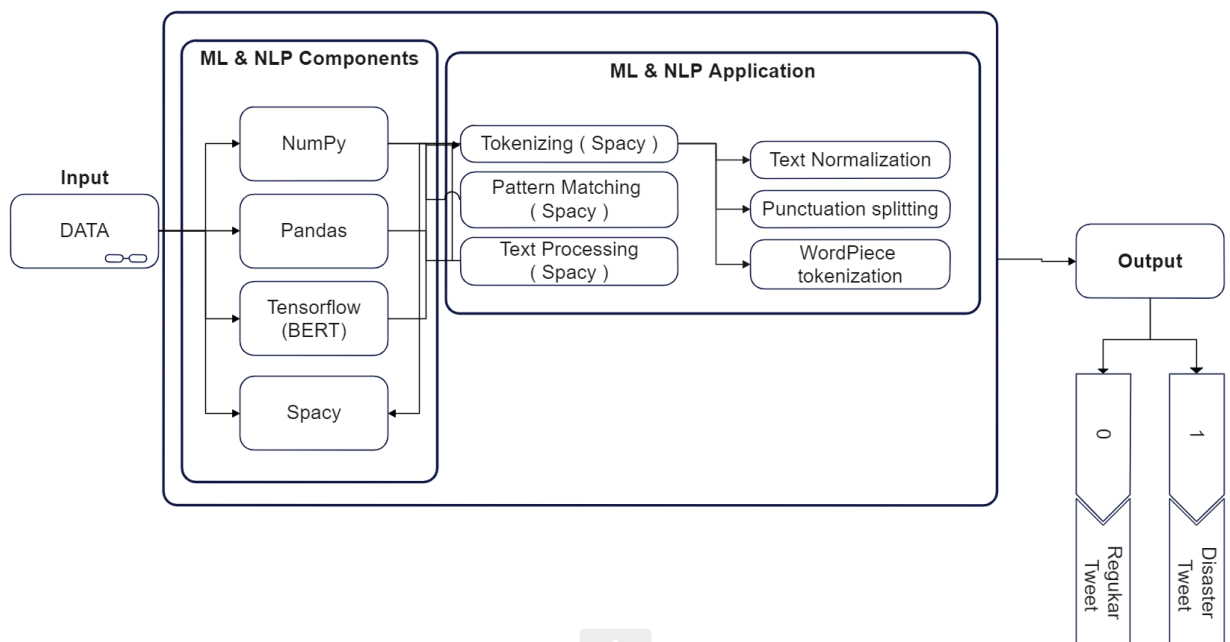 ML & NLP Components
ML & NLP Application
NumPy
Tokenizing ( Spacy )
Text Normalization
Input
DATA
Pattern Matching
( Spacy )
Punctuation splitting
Pandas
Text Processing
( Spacy )
WordPiece
tokenization
Output
Tensorflow
(BERT)
Spacy
0
1
Regukar
Tweet
Disaster
Tweet